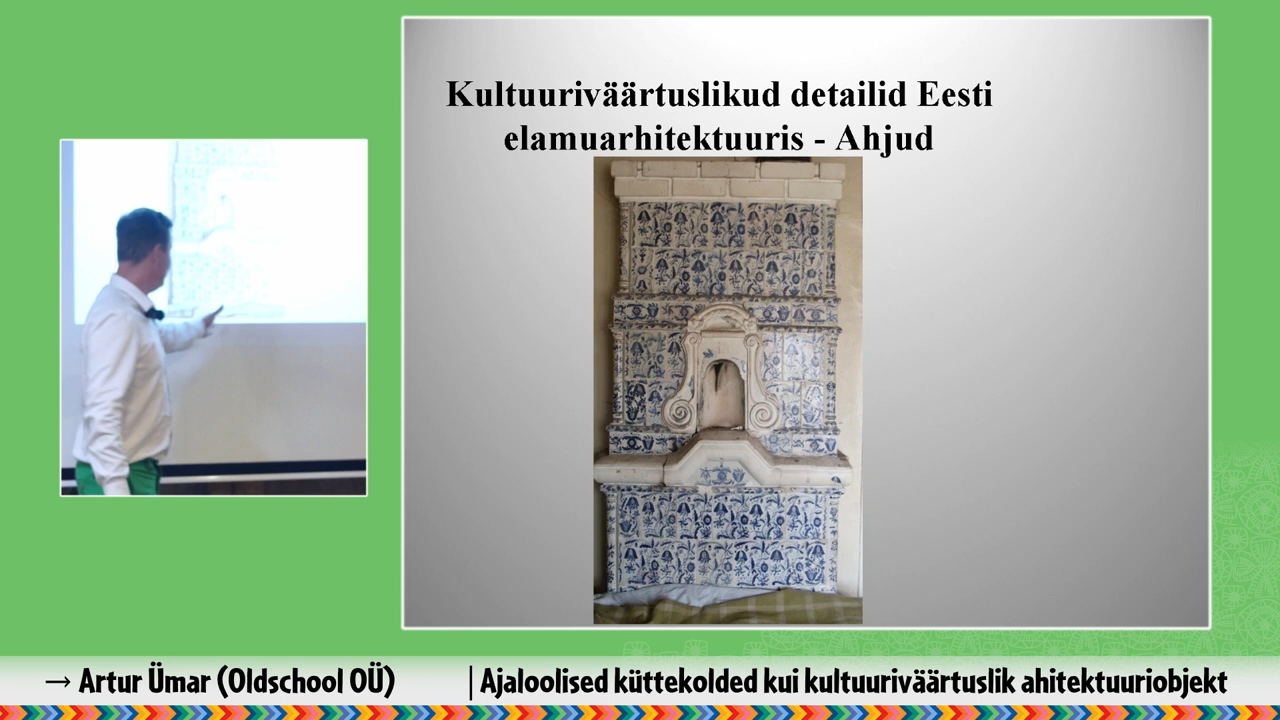 Kultuuriväärtuslikud detailid Eesti
elamuarhitektuuris - Ahjud
→ Artur Ümar (Oldschool OÜ) | Ajaloolised küttekolded kui kultuuriväärtuslik ahitektuuriobjekt